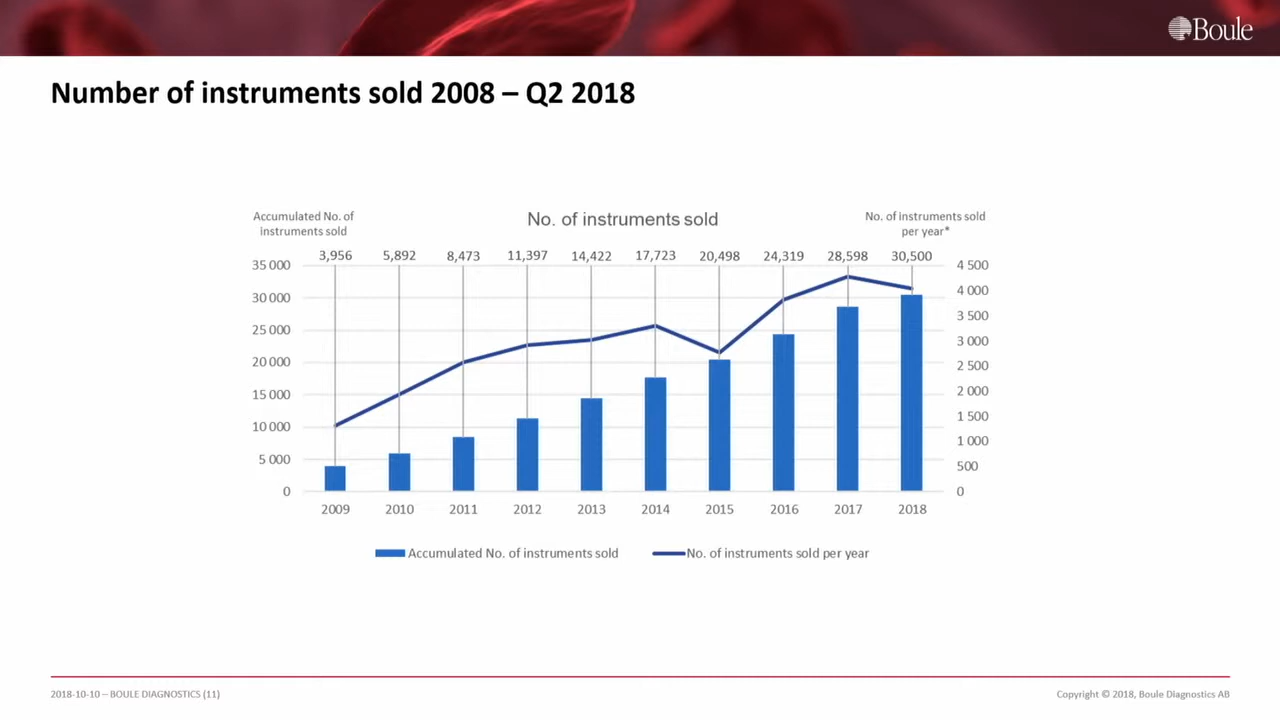 Boule
Number of instruments sold 2008 – Q2 2018
Accumulated No. of
instruments sold
No. of instruments sold
No. of instruments sold
per year*
3,956 5,892 8,473 11,397 14,422 17,723 20,498 24,319 28,598 30,500
35 000
30 000
25 000
20 000
15 000
10 000
5 000
0
4 500
4 000
3 500
3 000
2 500
2 000
1 500
1 000
500
0
2009 2010 2011 2012 2013 2014 2015 2016 2017 2018
Accumulated No. of instruments sold
No. of instruments sold per year
2018-10-10 – BOULE DIAGNOSTICS (11)
Copyright © 2018, Boule Diagnostics AB